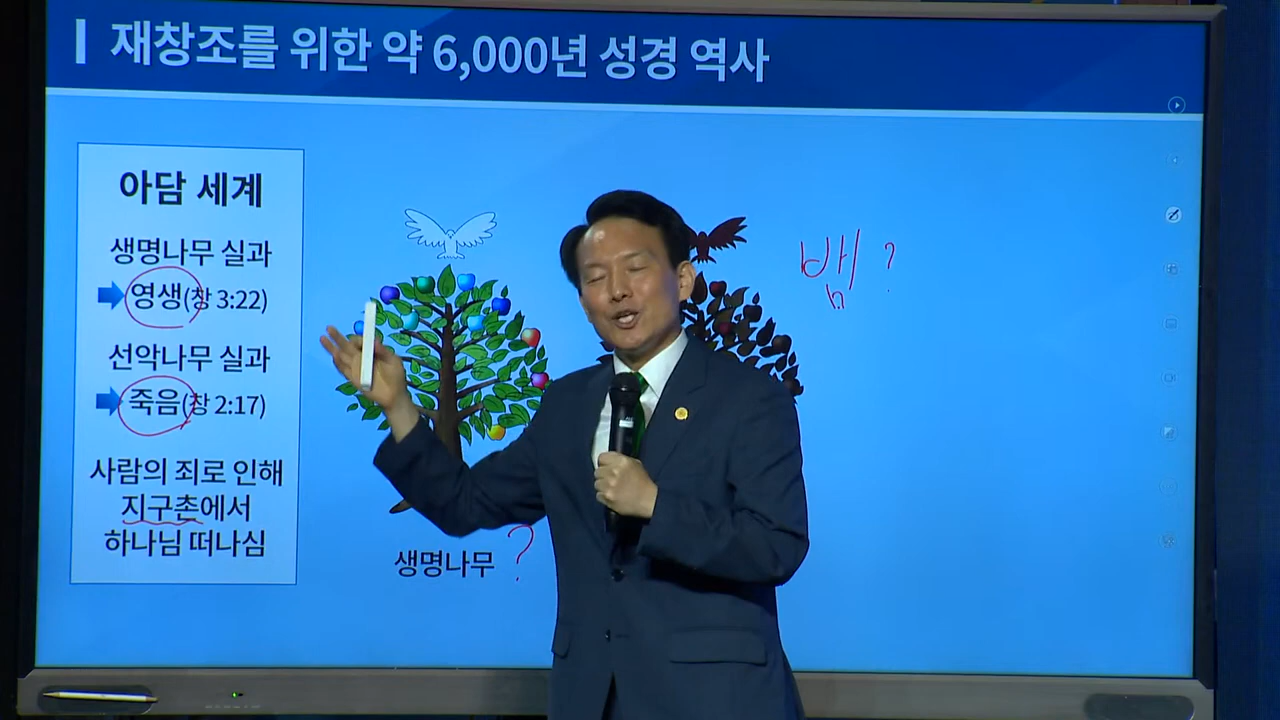 재창조를 위한 약 6,000년 성경 역사
아담 세계
생명나무 실과
영생(창 3:22)
선악나무 실과
죽음(창 2:17)
사람의 죄로 인해
지구촌에서
하나님 떠나심
생명나무 ?
뱀 ?